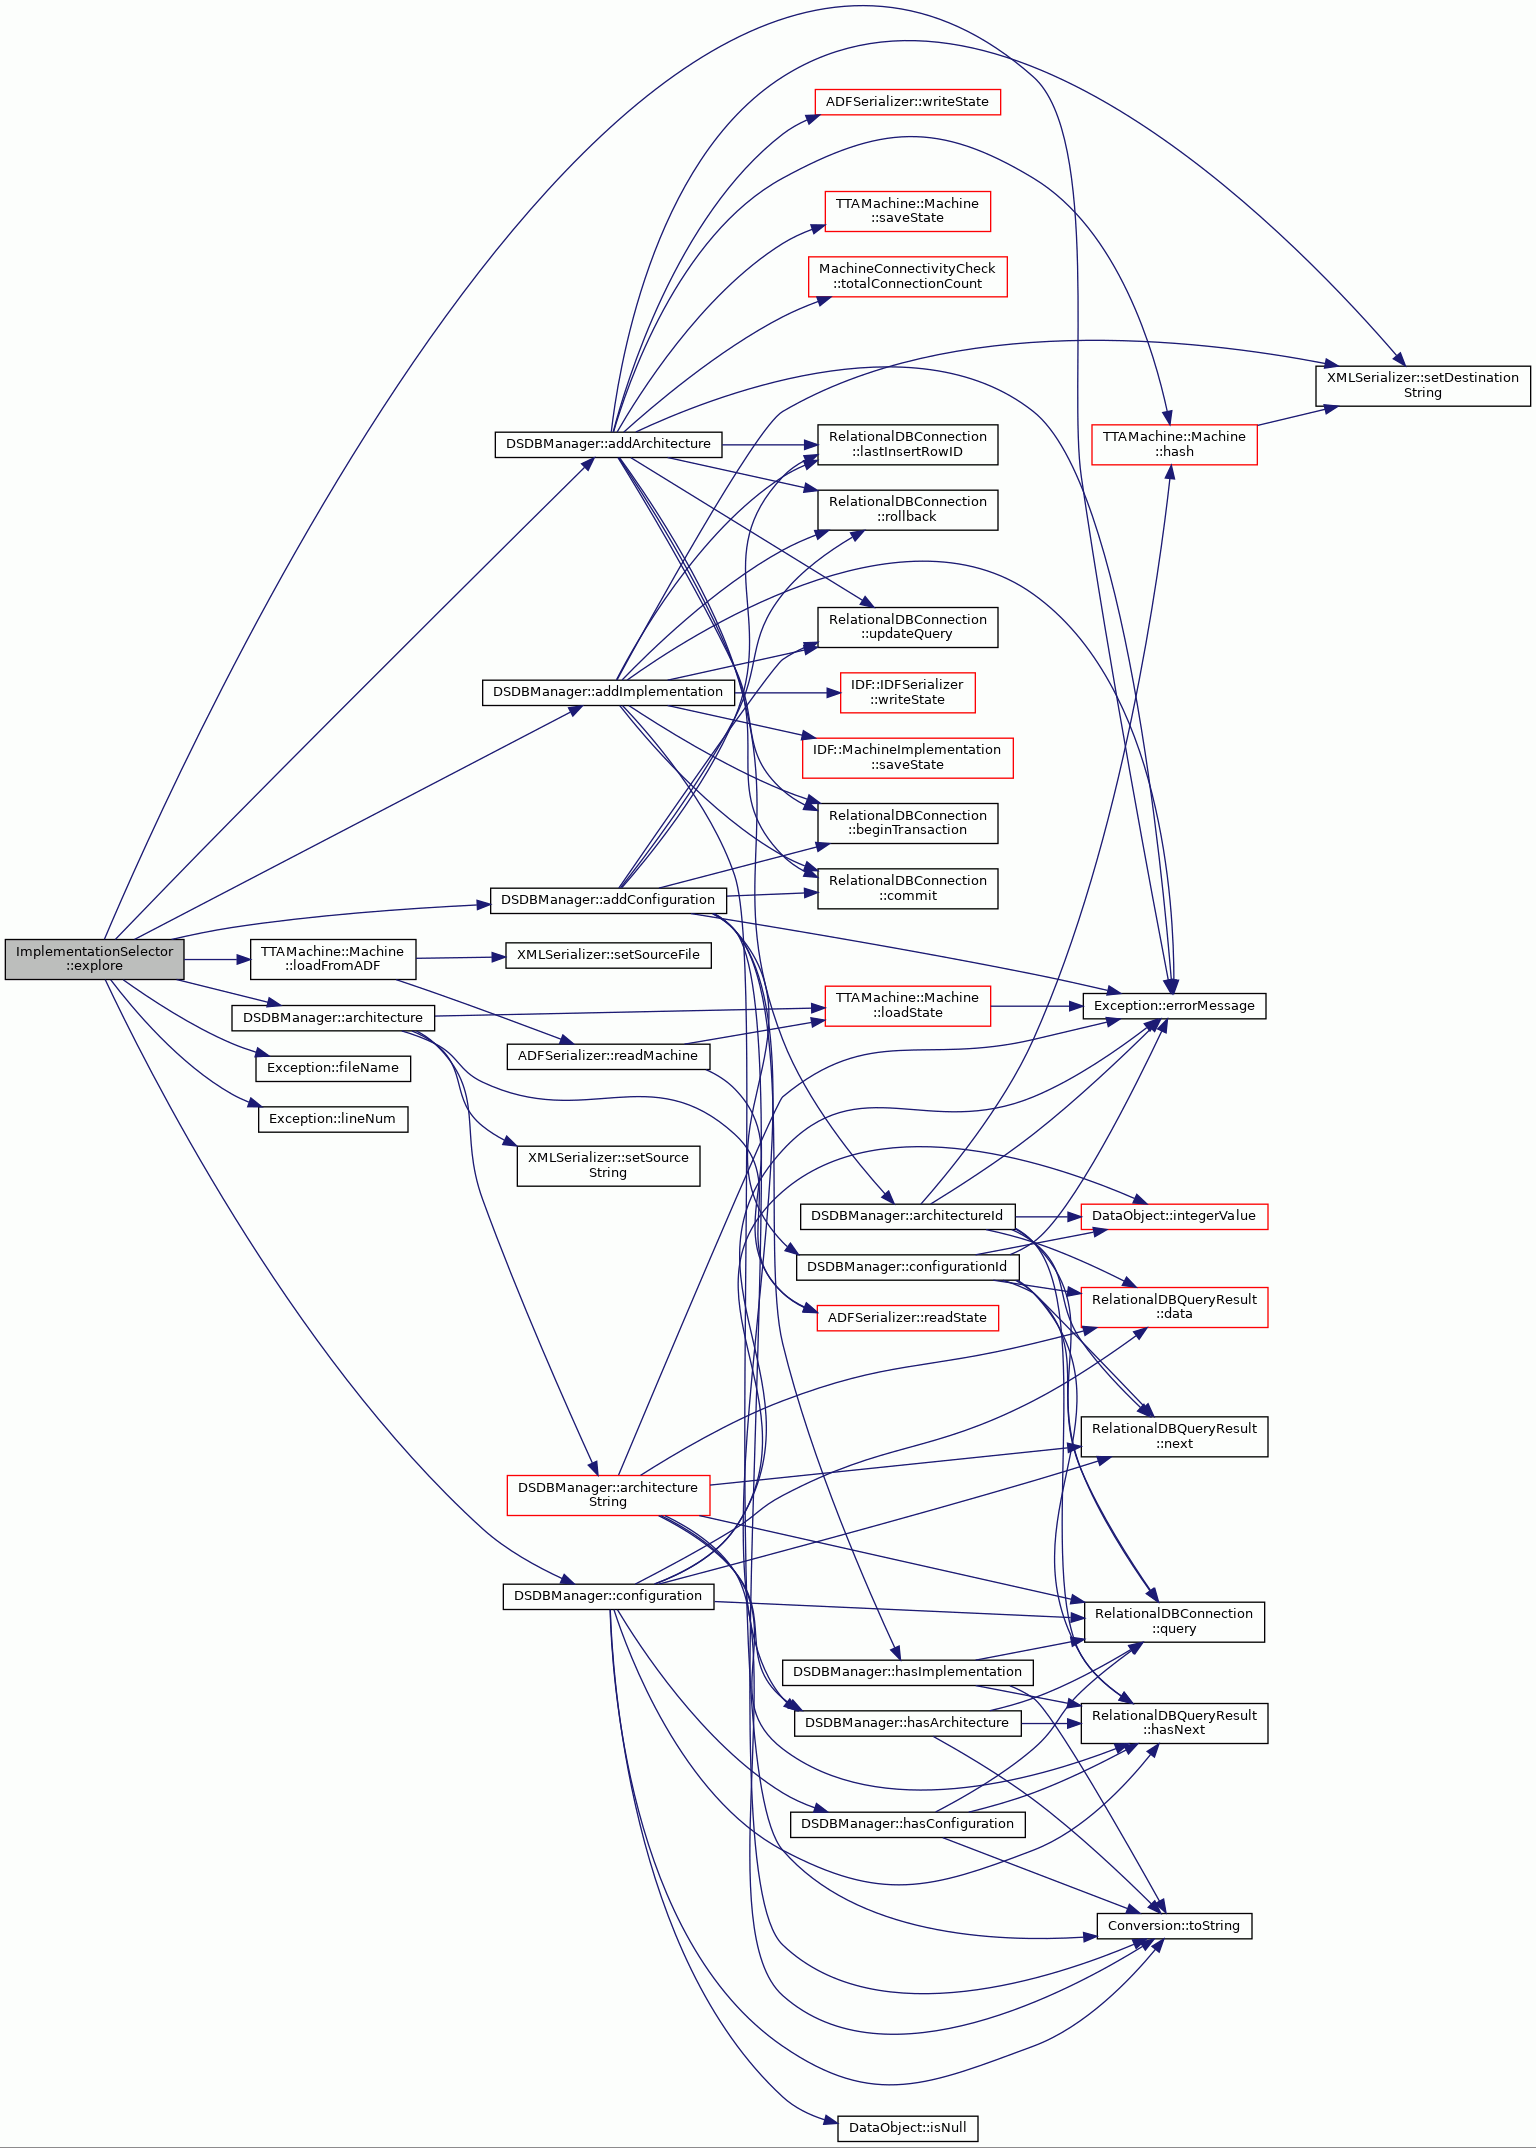 ADFSerializer::writeState
TTAMachine::Machine
::saveState
MachineConnectivityCheck
::totalConnectionCount
XMLSerializer::setDestination
String
DSDBManager::addArchitecture
RelationalDBConnection
::lastInsertRowID
TTAMachine::Machine
::hash
RelationalDBConnection
::rollback
RelationalDBConnection
::updateQuery
DSDBManager::addImplementation
IDF::IDFSerializer
::writeState
IDF::MachineImplementation
::saveState
RelationalDBConnection
::beginTransaction
RelationalDBConnection
::commit
DSDBManager::addConfiguration
ImplementationSelector
::explore
TTAMachine::Machine
::loadFromADF
XMLSerializer::setSourceFile
DSDBManager::architecture
TTAMachine::Machine
::loadState
Exception::errorMessage
ADFSerializer::readMachine
Exception::fileName
Exception::lineNum
XMLSerializer::setSource
String
DSDBManager::architectureId
DataObject::integerValue
DSDBManager::configurationId
RelationalDBQueryResult
::data
ADFSerializer::readState
RelationalDBQueryResult
::next
DSDBManager::architecture
String
DSDBManager::configuration
RelationalDBConnection
::query
DSDBManager::hasImplementation
DSDBManager::hasArchitecture
RelationalDBQueryResult
::hasNext
DSDBManager::hasConfiguration
Conversion::toString
DataObject::isNull